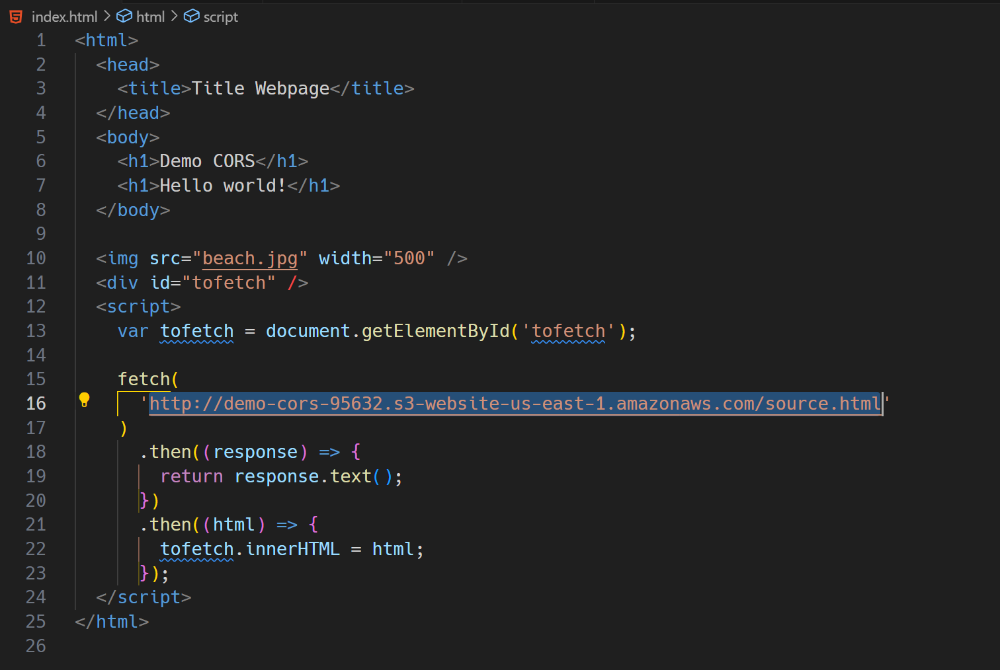 index.html > html > script
1 <html>
2   <head>
3     <title>Title Webpage</title>
4   </head>
5   <body>
6     <h1>Demo CORS</h1>
7     <h1>Hello world!</h1>
8   </body>
9
10   <img src="beach.jpg" width="500" />
11   <div id="tofetch" />
12   <script>
13     var tofetch = document.getElementById('tofetch');
14
15     fetch(
16       'http://demo-cors-95632.s3-website-us-east-1.amazonaws.com/source.html'
17     )
18       .then((response) => {
19         return response.text();
20       })
21       .then((html) => {
22         tofetch.innerHTML = html;
23       });
24   </script>
25 </html>
26